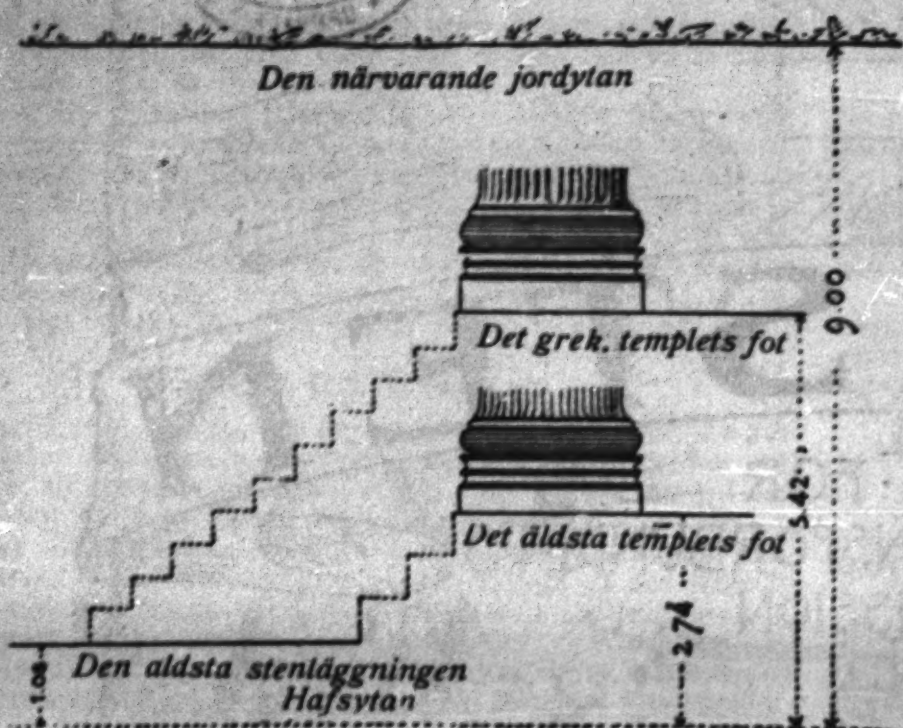 Den närvarande jordytan
9.00
Det grek. templets fot
5.42
Det äldsta templets fot
2.74
Den äldsta stenläggningen
1.08
Hafsytan